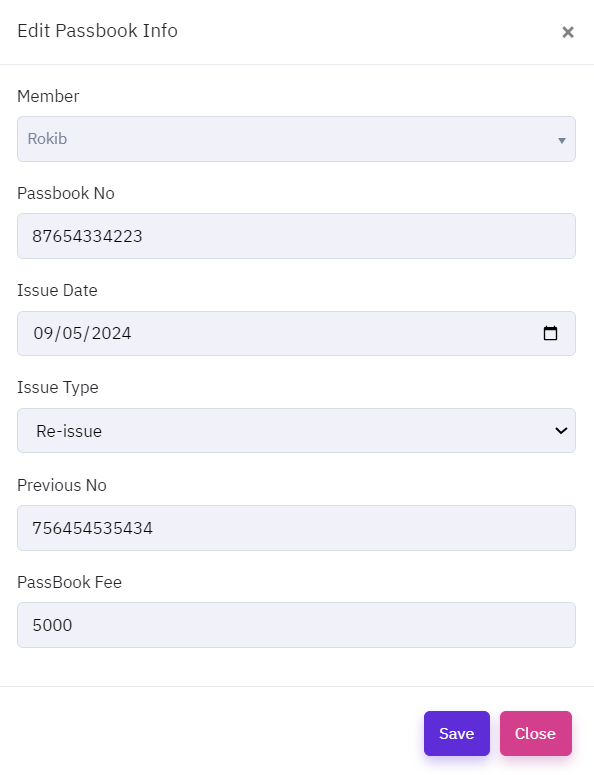 Edit Passbook Info ×
Member
Rokib
Passbook No
87654334223
Issue Date
09/05/2024
Issue Type
Re-issue
Previous No
756454535434
PassBook Fee
5000
Save Close